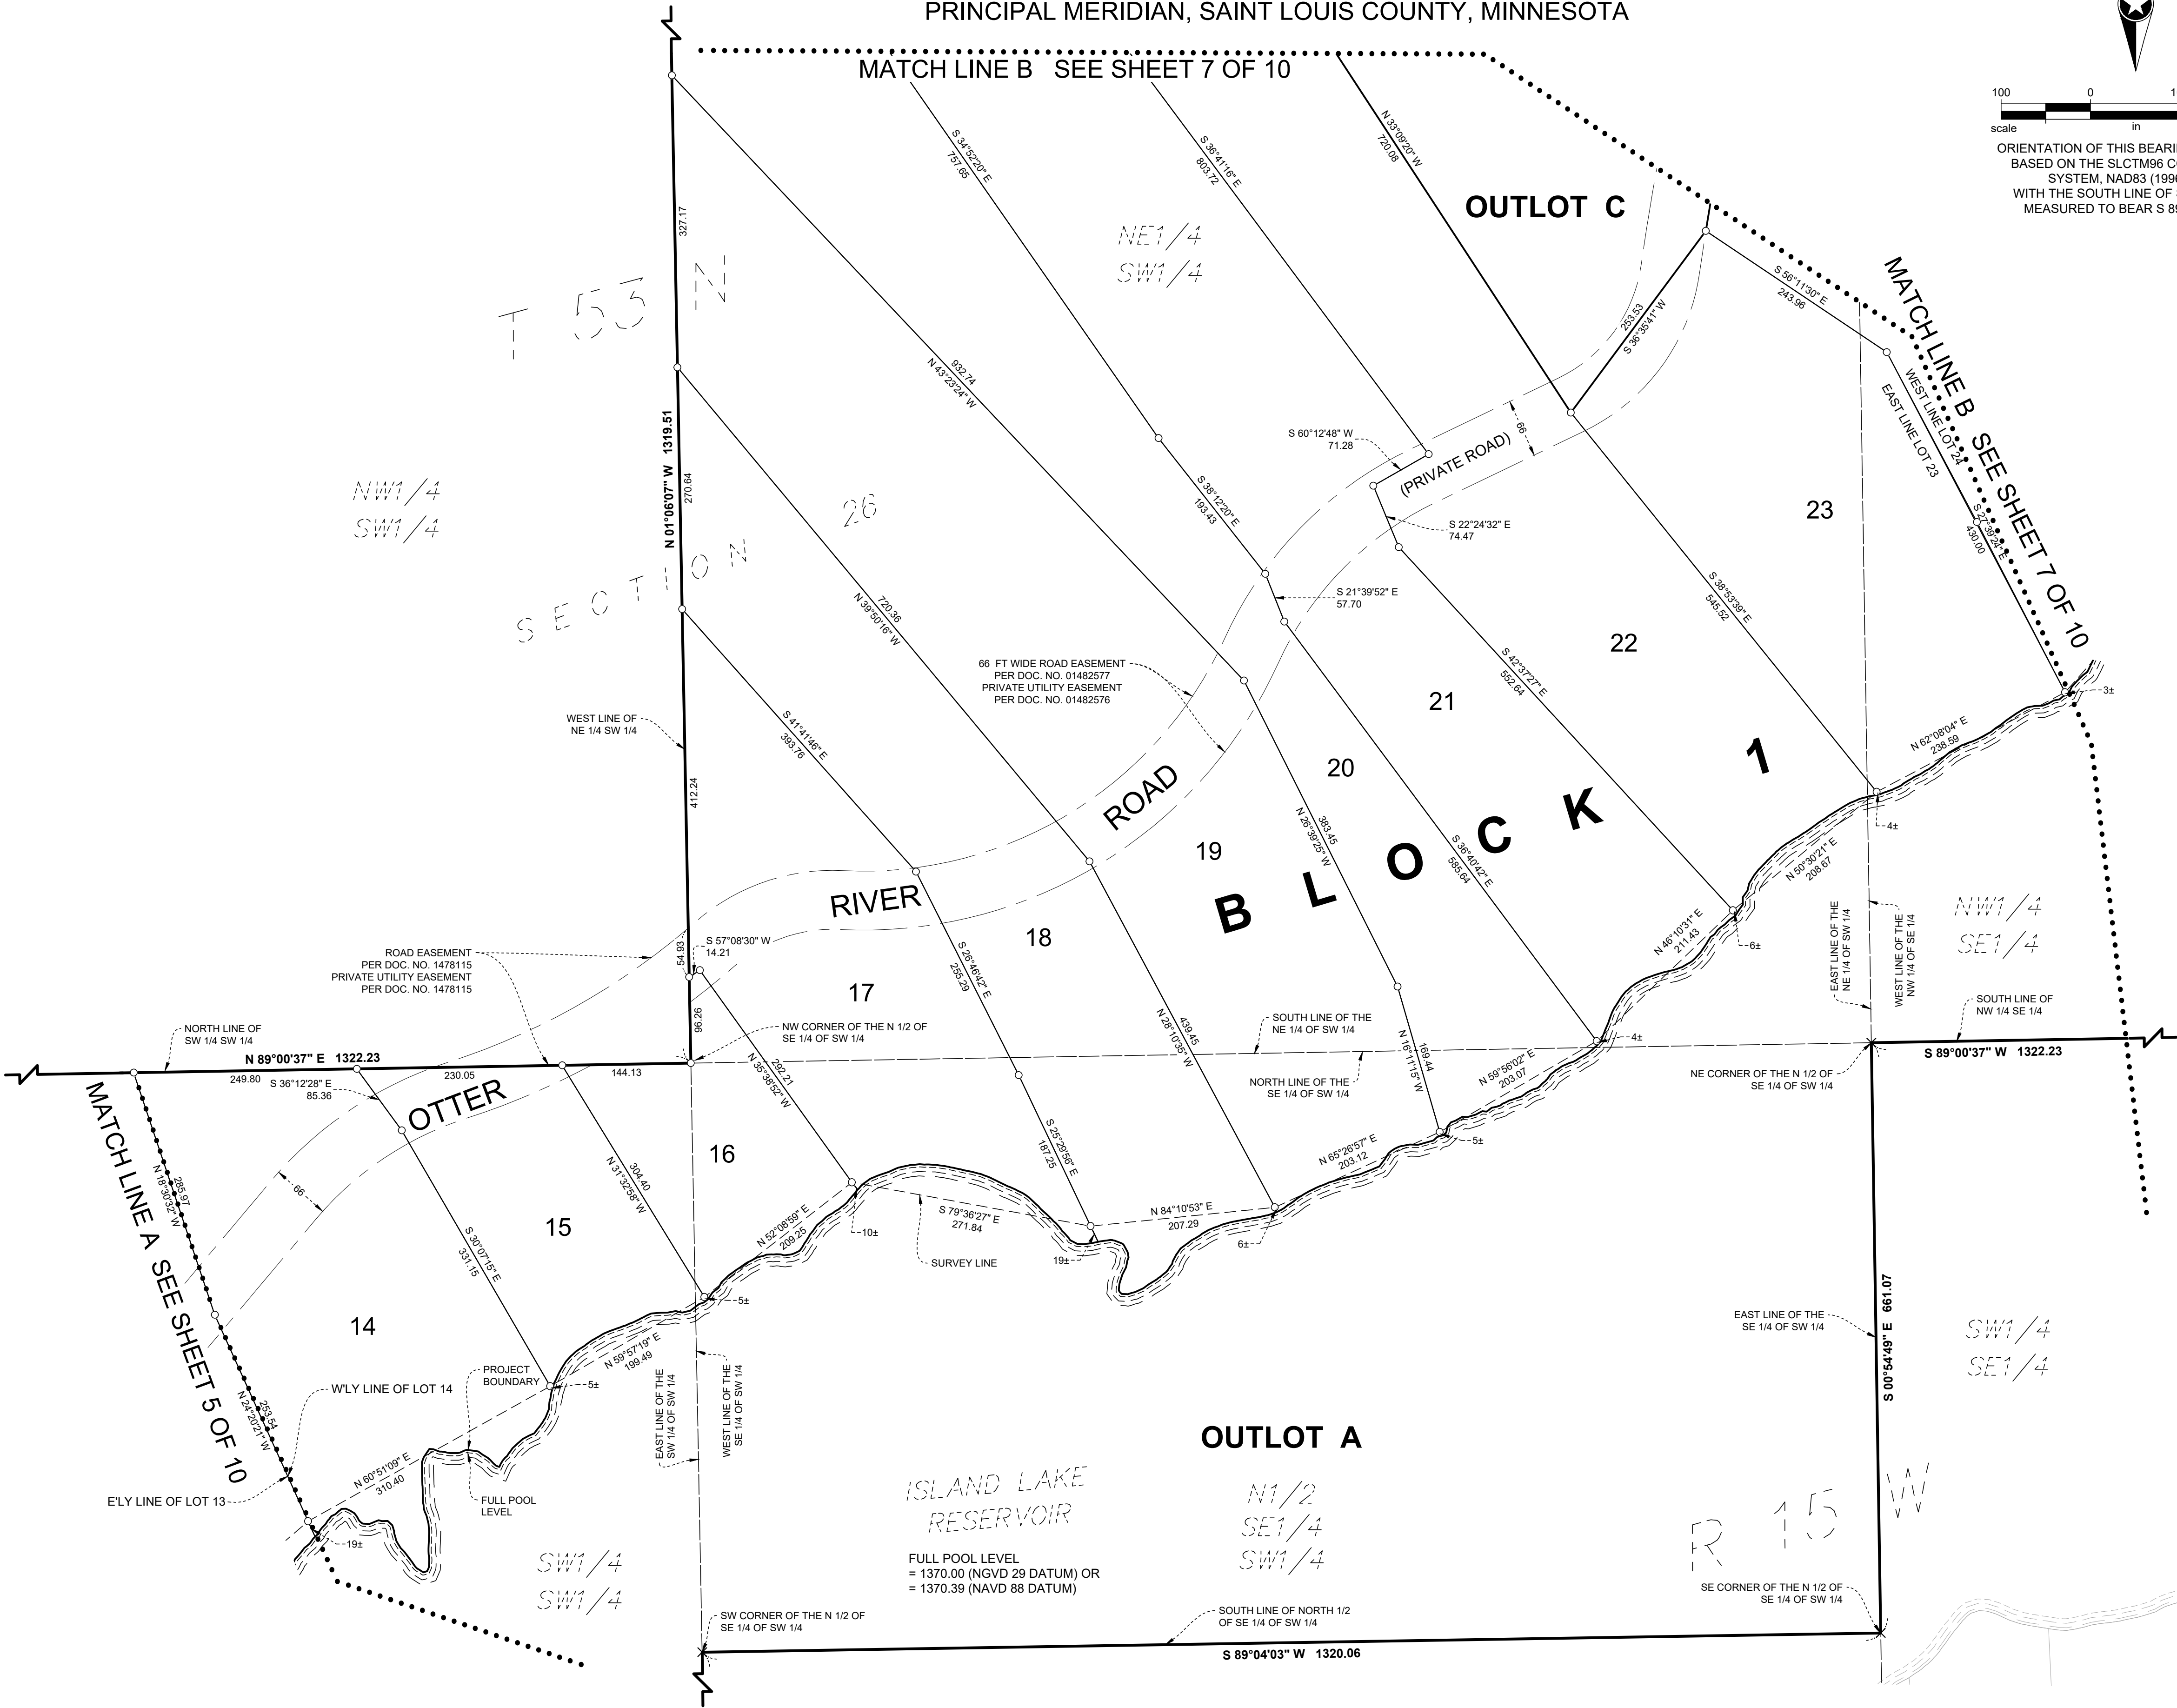 PRINCIPAL MERIDIAN, SAINT LOUIS COUNTY, MINNESOTA
MATCH LINE B SEE SHEET 7 OF 10
100 0
scale in
ORIENTATION OF THIS
BASED ON THE SLCTM96
SYSTEM, NAD83
WITH THE SOUTH LINE OF
MEASURED TO BEAR S
N 33°09'20" W
720.08
S 34°52'20" E
757.65
S 36°41'16" E
803.72
OUTLOT C
327.17
NE1/4
SW1/4
T 53 N
S 56°11'30" E
243.96
MATCH LINE B SEE SHEET 7 OF 10
253.53
S 36°35'41" W
WEST LINE LOT 24
EAST LINE LOT 23
932.74
N 43°23'24" W
N 01°06'07" W 1319.51
270.64
66
S 60°12'48" W
71.28
(PRIVATE ROAD)
NW1/4
SW1/4
26
SECTION
S 38°12'20" E
193.43
S 22°24'32" E
74.47
23
S 27°39'24" E
430.00
S 21°39'52" E
57.70
S 38°53'39" E
545.52
720.36
N 39°50'16" W
22
66 FT WIDE ROAD EASEMENT
PER DOC. NO. 01482577
PRIVATE UTILITY EASEMENT
PER DOC. NO. 01482576
S 42°37'27" E
552.64
21
3±
WEST LINE OF
NE 1/4 SW 1/4
S 41°41'46" E
393.76
N 62°08'04" E
238.59
412.24
ROAD
20
BLOCK 1
383.45
N 26°39'25" W
S 36°40'42" E
585.64
4±
N 50°30'21" E
208.67
19
RIVER
18
EAST LINE OF THE
NE 1/4 OF SW 1/4
WEST LINE OF THE
NW 1/4 OF SE 1/4
NW1/4
SE1/4
N 46°10'31" E
211.43
6±
S 57°08'30" W
14.21
54.93
ROAD EASEMENT
PER DOC. NO. 1478115
PRIVATE UTILITY EASEMENT
PER DOC. NO. 1478115
S 26°46'42" E
255.29
17
96.26
NW CORNER OF THE N 1/2 OF
SE 1/4 OF SW 1/4
439.45
N 28°10'35" W
SOUTH LINE OF THE
NE 1/4 OF SW 1/4
SOUTH LINE OF
NW 1/4 SE 1/4
NORTH LINE OF
SW 1/4 SW 1/4
N 89°00'37" E 1322.23
S 89°00'37" W 1322.23
4±
249.80
230.05
144.13
S 36°12'28" E
85.36
OTTER
292.21
N 35°38'52" W
NORTH LINE OF THE
SE 1/4 OF SW 1/4
N 16°11'15" W
N 59°56'02" E
203.07
NE CORNER OF THE N 1/2 OF
SE 1/4 OF SW 1/4
5±
MATCH LINE A SEE SHEET 5 OF 10
285.97
N 18°30'32" W
66
304.40
N 31°32'58" W
16
S 25°29'56" E
187.25
N 65°26'57" E
203.12
15
N 52°08'59" E
209.25
10±
S 79°36'27" E
271.84
N 84°10'53" E
207.29
6±
19±
SURVEY LINE
S 30°07'15" E
331.15
5±
14
N 59°57'19" E
199.49
EAST LINE OF THE
SE 1/4 OF SW 1/4
S 00°54'49" E 661.07
SW1/4
SE1/4
PROJECT
BOUNDARY
5±
W'LY LINE OF LOT 14
253.54
N 24°20'21" W
EAST LINE OF THE
SW 1/4 OF SW 1/4
WEST LINE OF THE
SE 1/4 OF SW 1/4
OUTLOT A
N 60°51'09" E
310.40
E'LY LINE OF LOT 13
FULL POOL
LEVEL
19±
ISLAND LAKE
RESERVOIR
N1/2
SE1/4
SW1/4
R 15 W
SW1/4
SW1/4
FULL POOL LEVEL
= 1370.00 (NGVD 29 DATUM) OR
= 1370.39 (NAVD 88 DATUM)
SE CORNER OF THE N 1/2 OF
SE 1/4 OF SW 1/4
SW CORNER OF THE N 1/2 OF
SE 1/4 OF SW 1/4
SOUTH LINE OF NORTH 1/2
OF SE 1/4 OF SW 1/4
S 89°04'03" W 1320.06